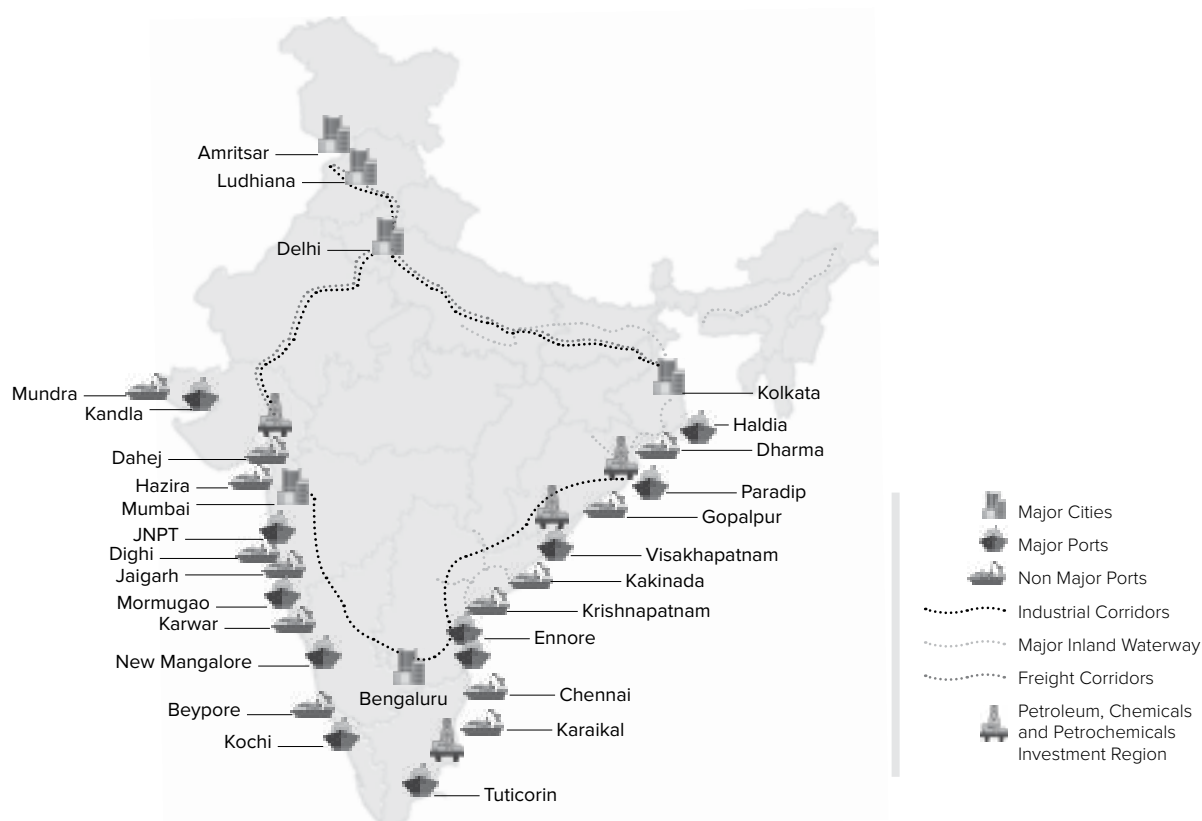 Amritsar
Ludhiana
Delhi
Mundra
Kandla
Dahej
Hazira
Mumbai
JNPT
Dighi
Jaigarh
Mormugao
Karwar
New Mangalore
Beypore
Kochi
Bengaluru
Kolkata
Haldia
Dharma
Paradip
Gopalpur
Visakhapatnam
Kakinada
Krishnapatnam
Ennore
Chennai
Karaikal
Tuticorin
Major Cities
Major Ports
Non Major Ports
Industrial Corridors
Major Inland Waterway
Freight Corridors
Petroleum, Chemicals
and Petrochemicals
Investment Region